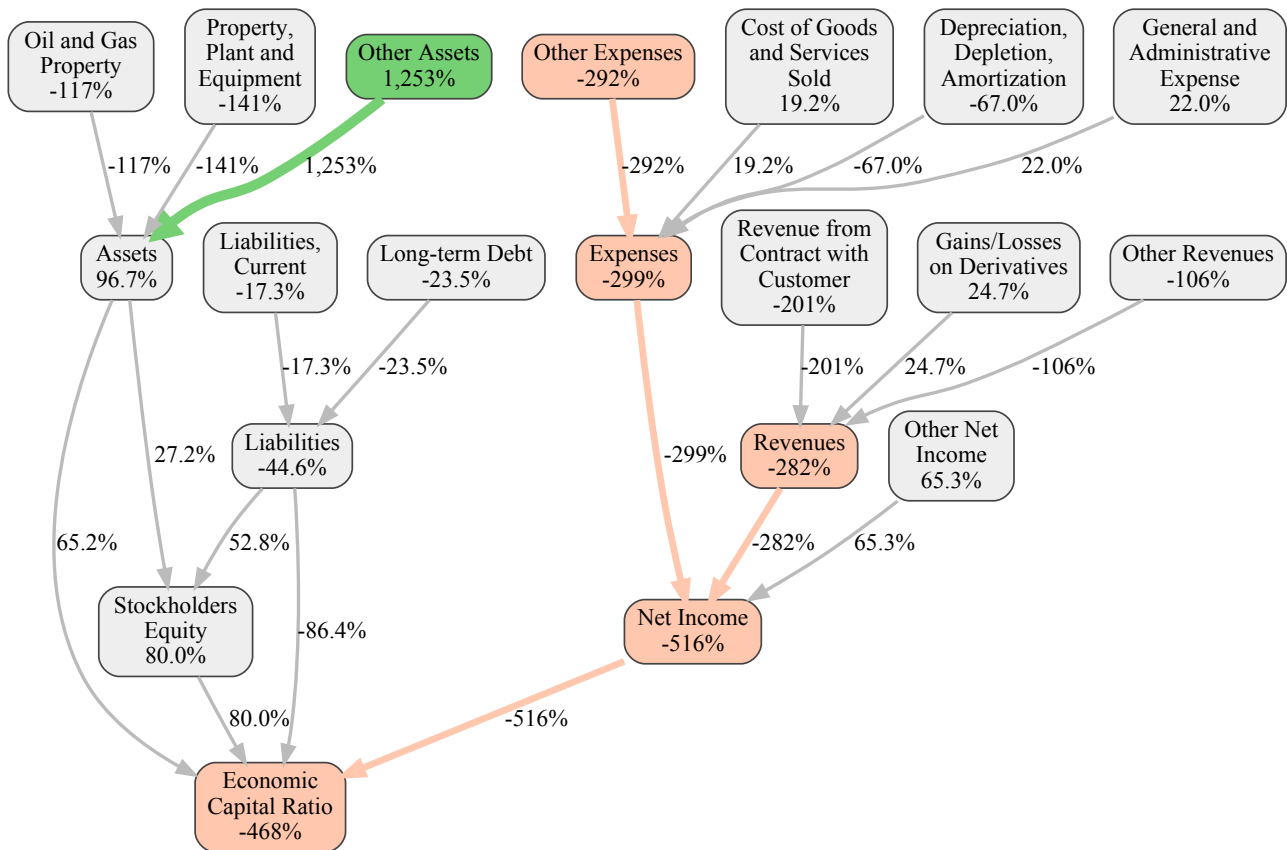 Oil and Gas
Property
-117%
Property,
Plant and
Equipment
-141%
Other Assets
1,253%
Other Expenses
-292%
Cost of Goods
and Services
Sold
19.2%
Depreciation,
Depletion,
Amortization
-67.0%
General and
Administrative
Expense
22.0%
-117%
-141%
1,253%
-292%
19.2%
-67.0%
22.0%
Assets
96.7%
Liabilities,
Current
-17.3%
Long-term Debt
-23.5%
Expenses
-299%
Revenue from
Contract with
Customer
-201%
Gains/Losses
on Derivatives
24.7%
Other Revenues
-106%
-17.3%
-23.5%
-201%
24.7%
-106%
27.2%
Liabilities
-44.6%
-299%
Revenues
-282%
Other Net
Income
65.3%
65.2%
52.8%
-282%
65.3%
Stockholders
Equity
80.0%
-86.4%
Net Income
-516%
80.0%
-516%
Economic
Capital Ratio
-468%